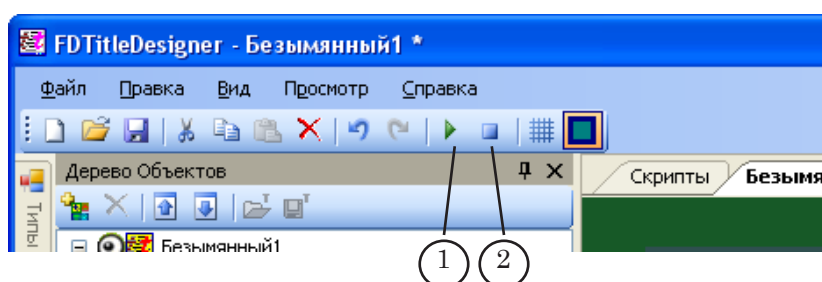 FDTitleDesigner - Безымянный1 *
Файл Правка Вид Просмотр Справка
Дерево Объектов
Скрипты Безымя
Типы
Безымянный1
1 2